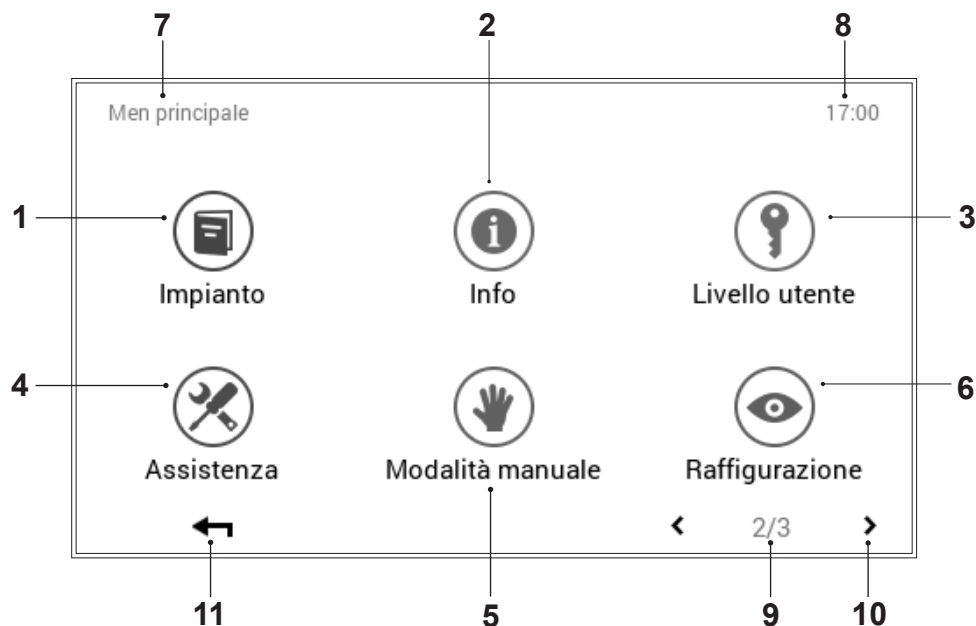 7 2 8
Men principale 17:00
1 3
Impianto Info Livello utente
4 6
Assistenza Modalità manuale Raffigurazione
2/3
11 5 9 10